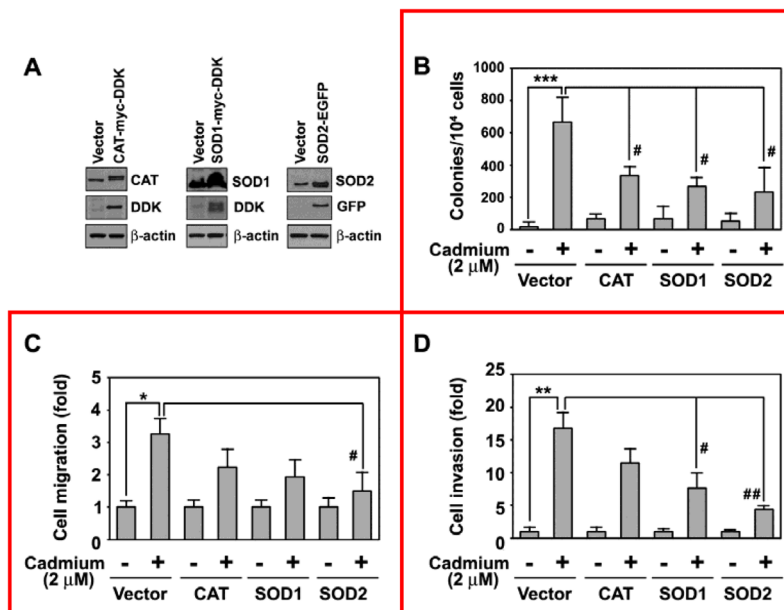 A
Vector
CAT-myc-DDK
CAT
DDK
β-actin
Vector
SOD1-myc-DDK
SOD1
DDK
β-actin
Vector
SOD2-EGFP
SOD2
GFP
β-actin
B
Colonies/10⁴ cells
1000
800
600
400
200
0
***
# # #
Cadmium - + - + - + - +
(2 μM)
Vector CAT SOD1 SOD2
C
Cell migration (fold)
5
4
3
2
1
0
*
#
Cadmium - + - + - + - +
(2 μM)
Vector CAT SOD1 SOD2
D
Cell invasion (fold)
25
20
15
10
5
0
**
#
##
Cadmium - + - + - + - +
(2 μM)
Vector CAT SOD1 SOD2